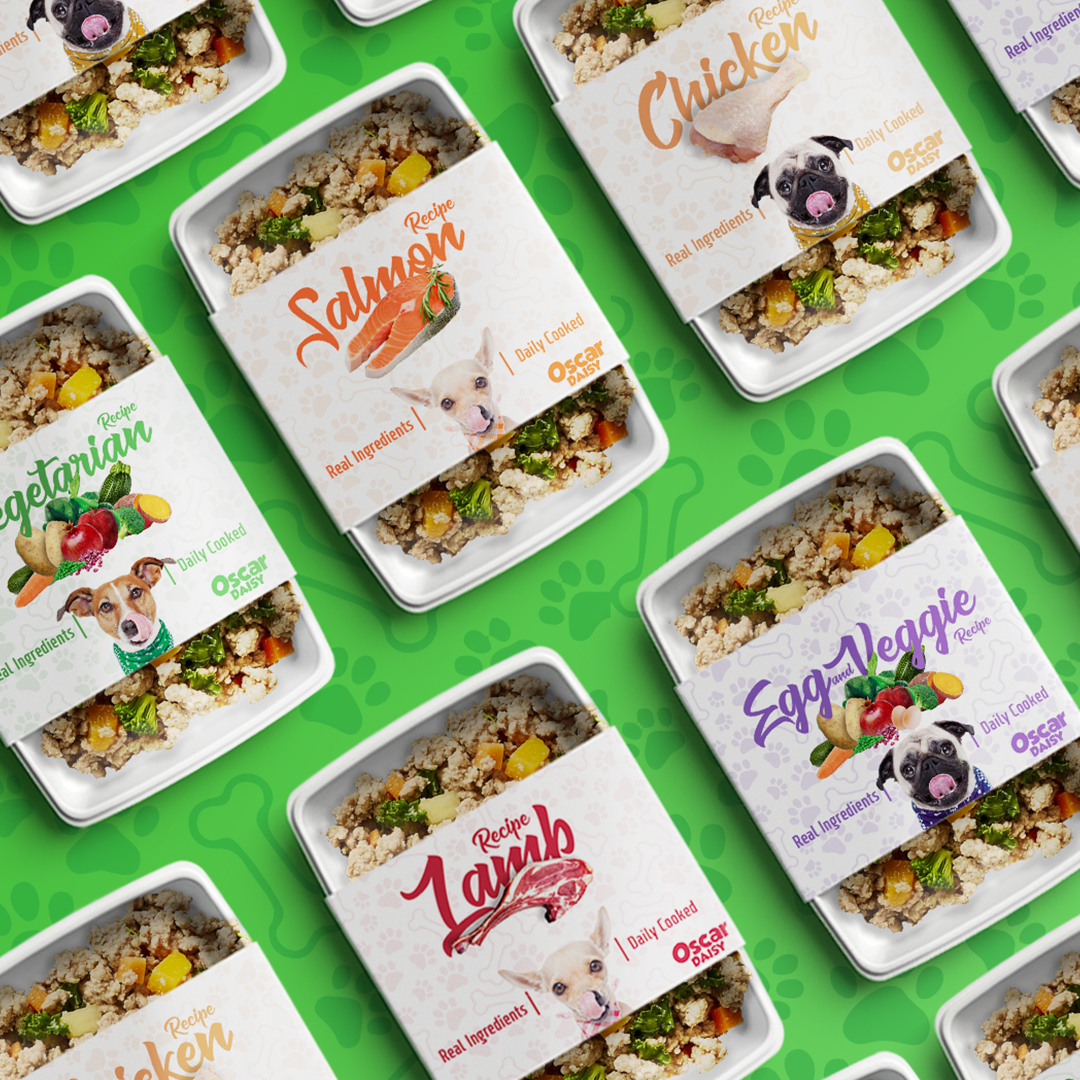 Real Ingredien
Recipe
Chicken
Daily Cooked
Oscar
DAISY
Real Ingredients
Recipe
Salmon
Daily Cooked
Oscar
DAISY
Real Ingredients
Recipe
egetarian
Daily Cooked
Oscar
DAISY
eal Ingredients
Egg and Veggie
Recipe
Daily Cooked
Oscar
DAISY
Real Ingredients
Recipe
Lamb
Daily Cooked
Oscar
DAISY
Real Ingredients
Recipe
icken